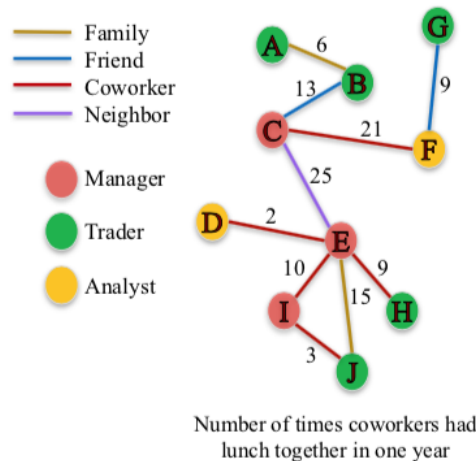 Family
Friend
Coworker
Neighbor
Manager
Trader
Analyst
G
A
6
B
13
9
C
21
F
25
D
2
E
10
15
9
I
H
3
J
Number of times coworkers had
lunch together in one year